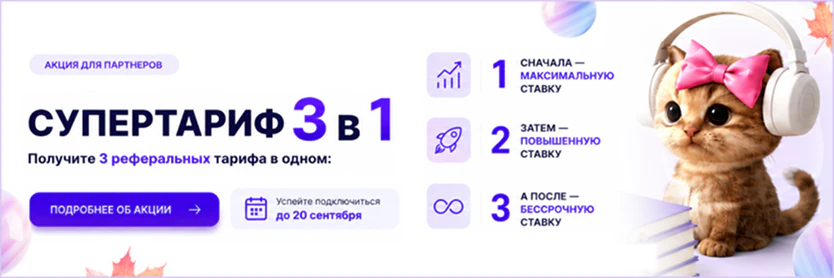 АКЦИЯ ДЛЯ ПАРТНЕРОВ
СУПЕРТАРИФ 3 в 1
Получите 3 реферальных тарифа в одном:
ПОДРОБНЕЕ ОБ АКЦИИ →
Успейте подключиться
до 20 сентября
1
СНАЧАЛА —
МАКСИМАЛЬНУЮ
СТАВКУ
2
ЗАТЕМ —
ПОВЫШЕННУЮ
СТАВКУ
3
А ПОСЛЕ —
БЕССРОЧНУЮ
СТАВКУ